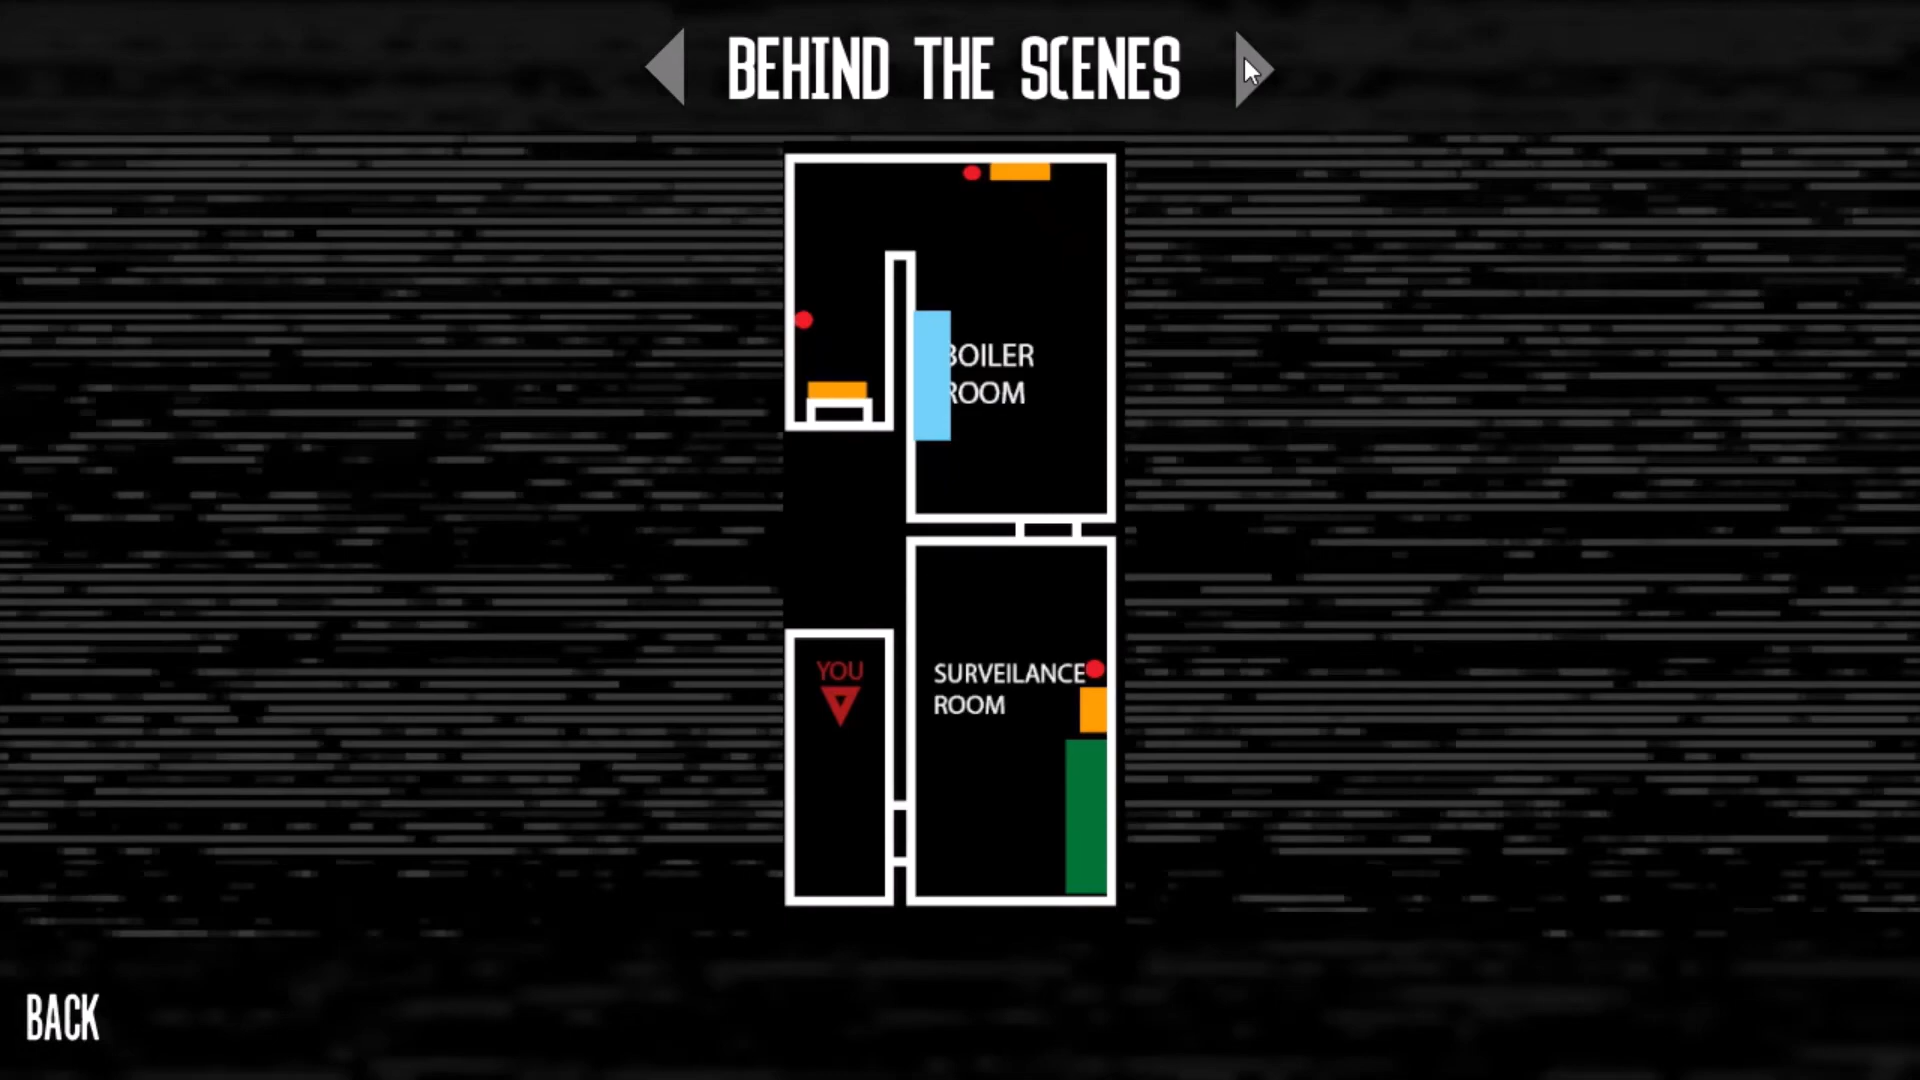 BEHIND THE SCENES
BOILER
ROOM
YOU
SURVEILANCE
ROOM
BACK